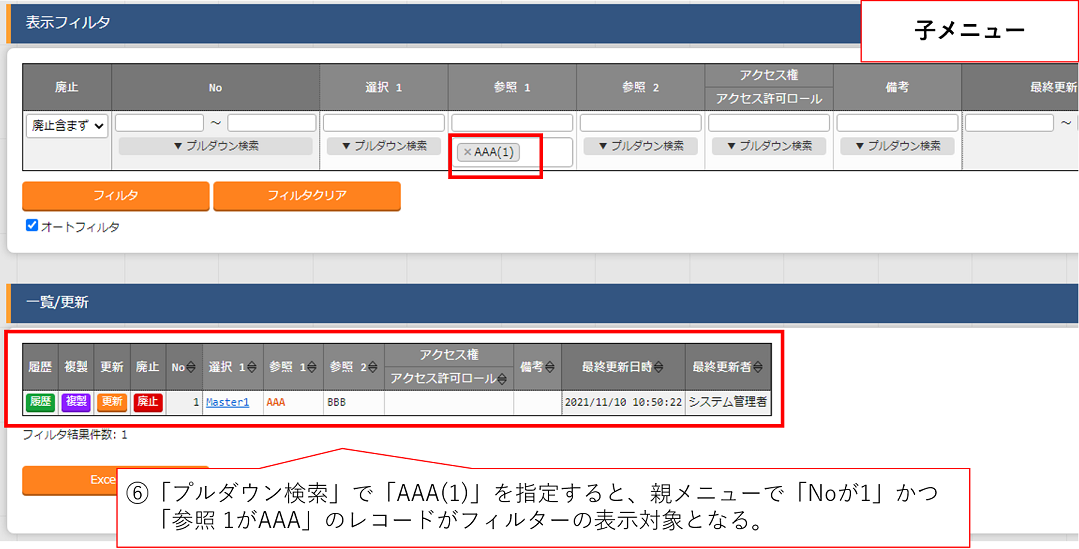 表示フィルタ
子メニュー
廃止 No 選択 1 参照 1 参照 2 アクセス権 備考 最終更新
アクセス許可ロール
廃止含まず ～ ～
▼プルダウン検索 ▼プルダウン検索 ×AAA(1) ▼プルダウン検索 ▼プルダウン検索 ▼プルダウン検索
フィルタ フィルタクリア
オートフィルタ
一覧/更新
履歴 複製 更新 廃止 No 選択 1 参照 1 参照 2 アクセス権 備考 最終更新日時 最終更新者
アクセス許可ロール
履歴 複製 更新 廃止 1 Master1 AAA BBB 2021/11/10 10:50:22 システム管理者
フィルタ結果件数: 1
Exce
⑥「プルダウン検索」で「AAA(1)」を指定すると、親メニューで「Noが1」かつ
「参照 1がAAA」のレコードがフィルターの表示対象となる。